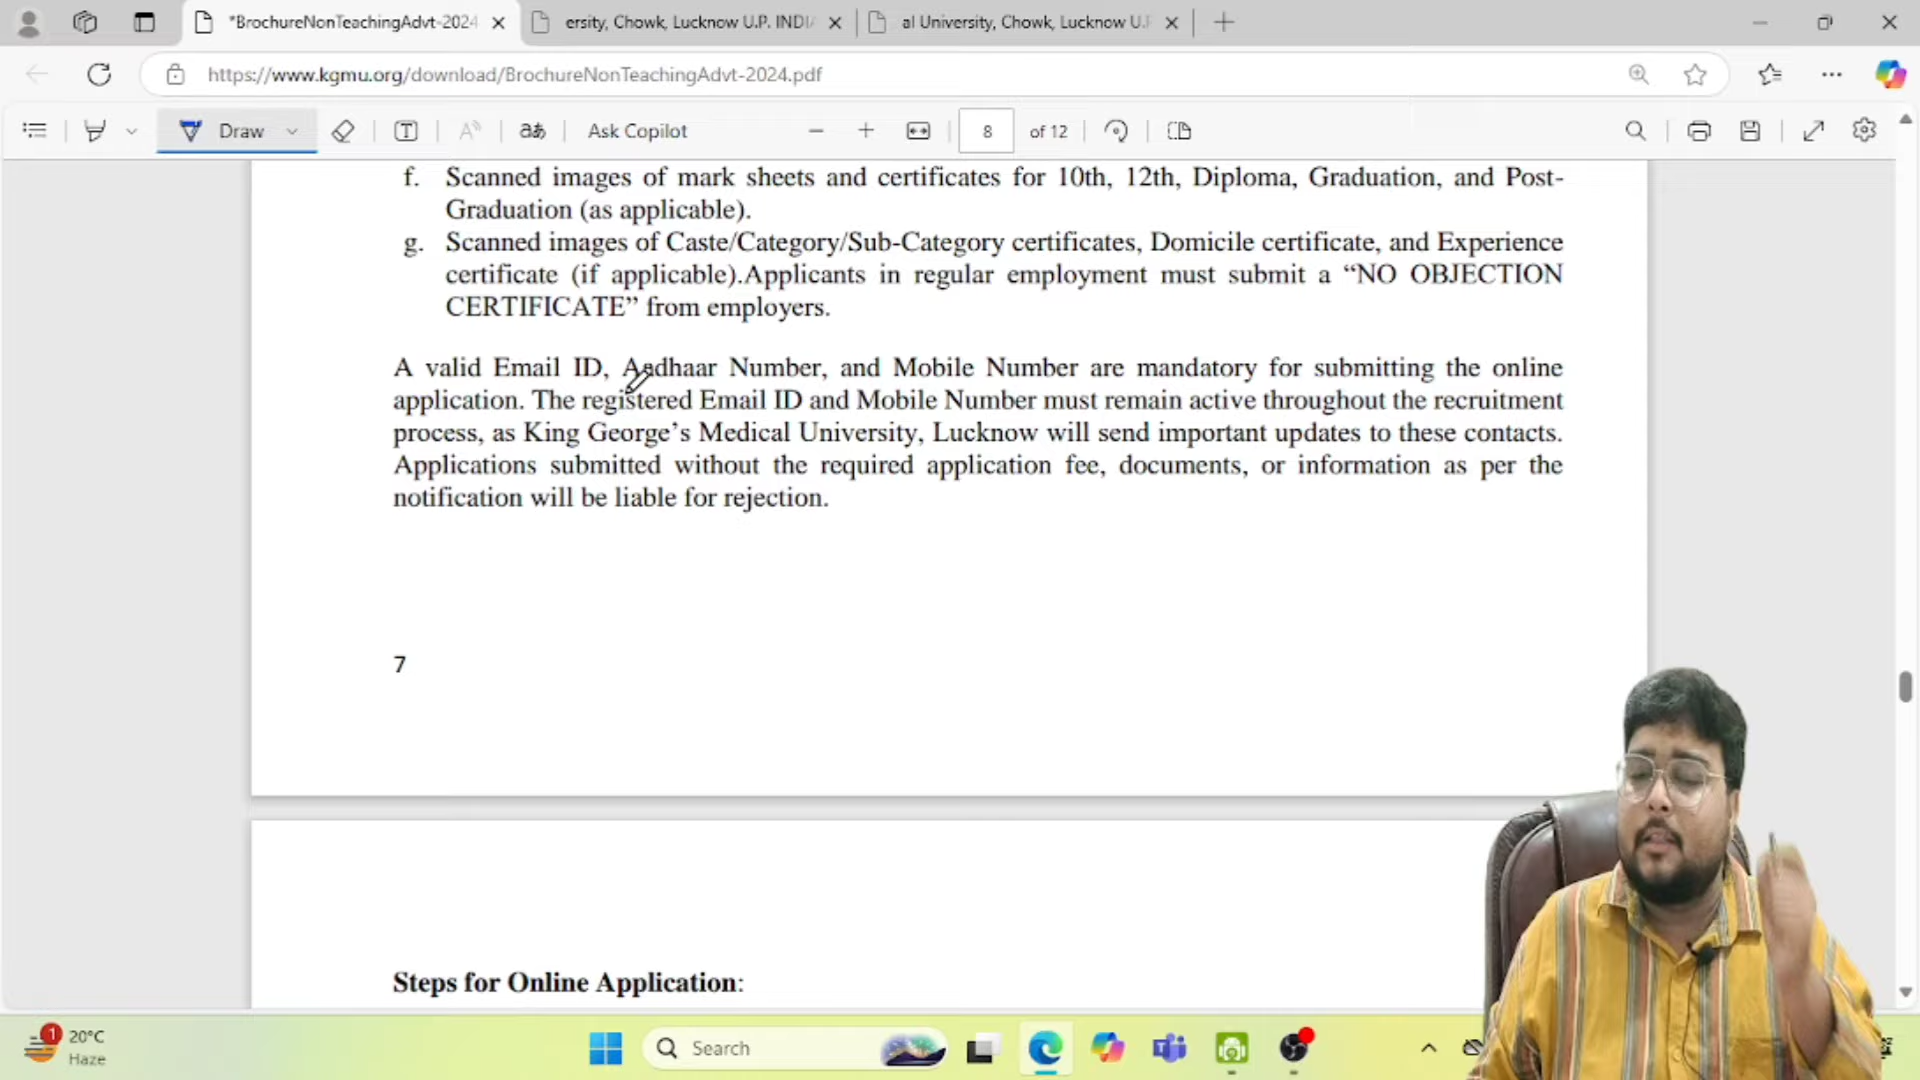 *BrochureNonTeachingAdvt-2024
ersity, Chowk, Lucknow U.P. INDIA
al University, Chowk, Lucknow U.P
https://www.kgmu.org/download/BrochureNonTeachingAdvt-2024.pdf
Draw
Ask Copilot
8 of 12
f. Scanned images of mark sheets and certificates for 10th, 12th, Diploma, Graduation, and Post-
Graduation (as applicable).
g. Scanned images of Caste/Category/Sub-Category certificates, Domicile certificate, and Experience
certificate (if applicable).Applicants in regular employment must submit a “NO OBJECTION
CERTIFICATE” from employers.
A valid Email ID, Aadhaar Number, and Mobile Number are mandatory for submitting the online
application. The registered Email ID and Mobile Number must remain active throughout the recruitment
process, as King George’s Medical University, Lucknow will send important updates to these contacts.
Applications submitted without the required application fee, documents, or information as per the
notification will be liable for rejection.
7
Steps for Online Application:
1
20°C
Haze
Search